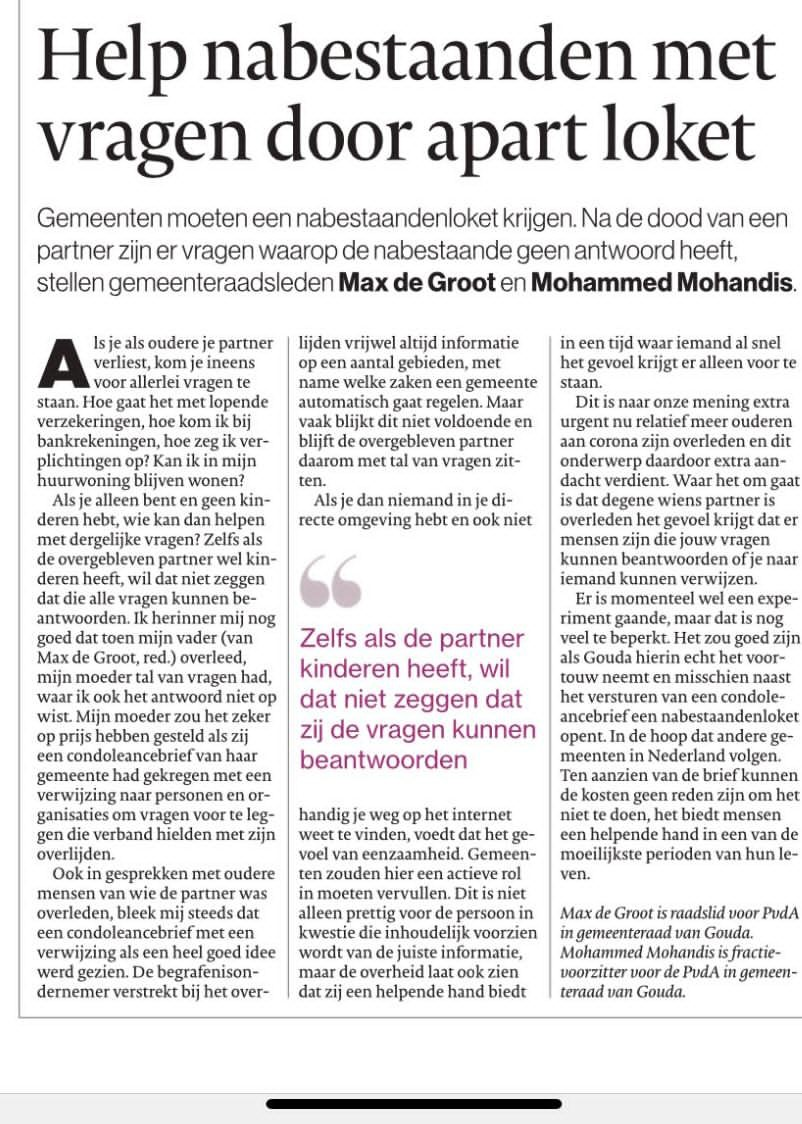 Help nabestaanden met
vragen door apart loket
Gemeenten moeten een nabestaandenloket krijgen. Na de dood van een
partner zijn er vragen waarop de nabestaande geen antwoord heeft,
stellen gemeenteraadsleden Max de Groot en Mohammed Mohandis.
Als je als oudere je partner
verliest, kom je ineens
voor allerlei vragen te
staan. Hoe gaat het met lopende
verzekeringen, hoe kom ik bij
bankrekeningen, hoe zeg ik ver-
plichtingen op? Kan ik in mijn
huurwoning blijven wonen?
Als je alleen bent en geen kin-
deren hebt, wie kan dan helpen
met dergelijke vragen? Zelfs als
de overgebleven partner wel kin-
deren heeft, wil dat niet zeggen
dat die alle vragen kunnen be-
antwoorden. Ik herinner mij nog
goed dat toen mijn vader (van
Max de Groot, red.) overleed,
mijn moeder tal van vragen had,
waar ik ook het antwoord niet op
wist. Mijn moeder zou het zeker
op prijs hebben gesteld als zij
een condoleancebrief van haar
gemeente had gekregen met een
verwijzing naar personen en or-
ganisaties om vragen voor te leg-
gen die verband hielden met zijn
overlijden.
Ook in gesprekken met oudere
mensen van wie de partner was
overleden, bleek mij steeds dat
een condoleancebrief met een
verwijzing als een heel goed idee
werd gezien. De begrafenison-
dernemer verstrekt bij het over-
lijden vrijwel altijd informatie
op een aantal gebieden, met
name welke zaken een gemeente
automatisch gaat regelen. Maar
vaak blijkt dit niet voldoende en
blijft de overgebleven partner
daarom met tal van vragen zit-
ten.
Als je dan niemand in je di-
recte omgeving hebt en ook niet
“
Zelfs als de partner
kinderen heeft, wil
dat niet zeggen dat
zij de vragen kunnen
beantwoorden
handig je weg op het internet
weet te vinden, voedt dat het ge-
voel van eenzaamheid. Gemeen-
ten zouden hier een actieve rol
in moeten vervullen. Dit is niet
alleen prettig voor de persoon in
kwestie die inhoudelijk voorzien
wordt van de juiste informatie,
maar de overheid laat ook zien
dat zij een helpende hand biedt
in een tijd waar iemand al snel
het gevoel krijgt er alleen voor te
staan.
Dit is naar onze mening extra
urgent nu relatief meer ouderen
aan corona zijn overleden en dit
onderwerp daardoor extra aan-
dacht verdient. Waar het om gaat
is dat degene wiens partner is
overleden het gevoel krijgt dat er
mensen zijn die jouw vragen
kunnen beantwoorden of je naar
iemand kunnen verwijzen.
Er is momenteel wel een expe-
riment gaande, maar dat is nog
veel te beperkt. Het zou goed zijn
als Gouda hierin echt het voor-
touw neemt en misschien naast
het versturen van een condole-
ancebrief een nabestaandenloket
opent. In de hoop dat andere ge-
meenten in Nederland volgen.
Ten aanzien van de brief kunnen
de kosten geen reden zijn om het
niet te doen, het biedt mensen
een helpende hand in een van de
moeilijkste perioden van hun le-
ven.
Max de Groot is raadslid voor PvdA
in gemeenteraad van Gouda.
Mohammed Mohandis is fractie-
voorzitter voor de PvdA in gemeen-
teraad van Gouda.